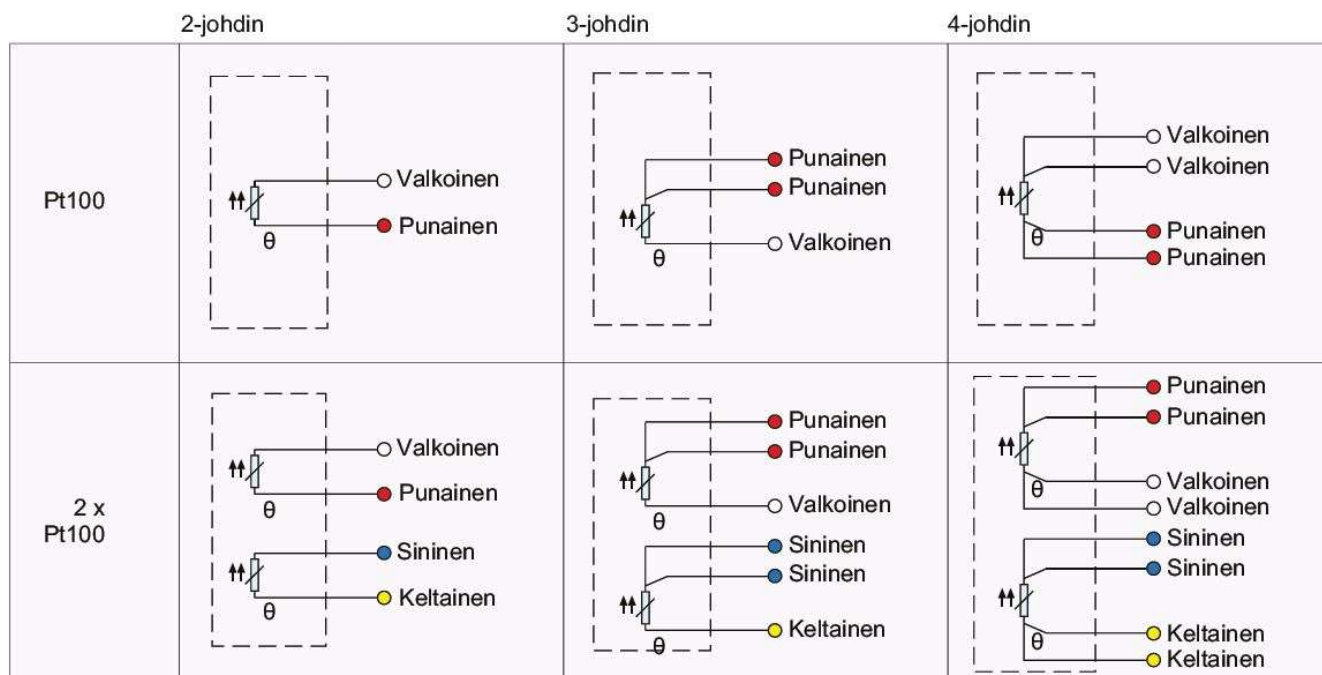 2-johdin
3-johdin
4-johdin
Pt100
Valkoinen
Punainen
θ
Punainen
Punainen
Valkoinen
θ
Valkoinen
Valkoinen
Punainen
Punainen
θ
2 x
Pt100
Valkoinen
Punainen
θ
Sininen
Keltainen
θ
Punainen
Punainen
Valkoinen
θ
Sininen
Sininen
Keltainen
θ
Punainen
Punainen
Valkoinen
Valkoinen
θ
Sininen
Sininen
Keltainen
Keltainen
θ